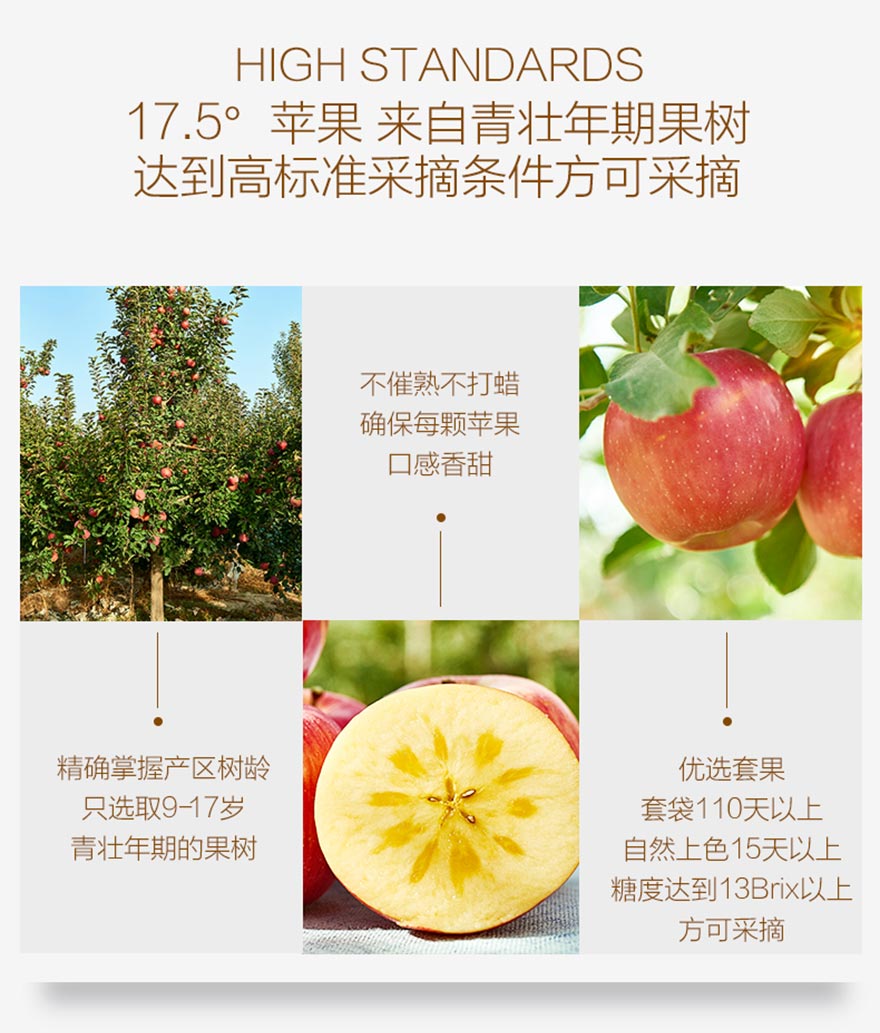 HIGH STANDARDS
17.5° 苹果 来自青壮年期果树
达到高标准采摘条件方可采摘
不催熟不打蜡
确保每颗苹果
口感香甜
精确掌握产区树龄
只选取9-17岁
青壮年期的果树
优选套果
套袋110天以上
自然上色15天以上
糖度达到13Brix以上
方可采摘